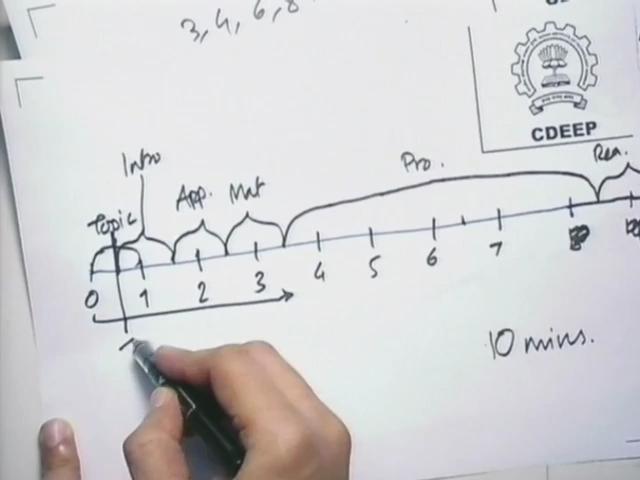 3, 4, 6, 8
CDEEP
Intro
Topic
App.
Mat
Pro.
Rea.
0 1 2 3 4 5 6 7 8
10 mins.